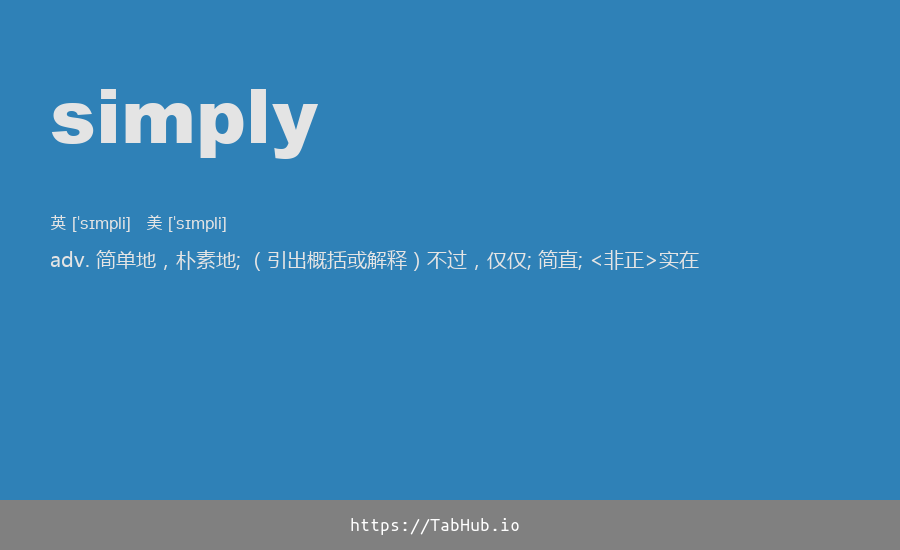 simply
英 [ˈsɪmpli] 美 [ˈsɪmpli]
adv. 简单地，朴素地; （引出概括或解释）不过，仅仅; 简直; <非正>实在
https://TabHub.io